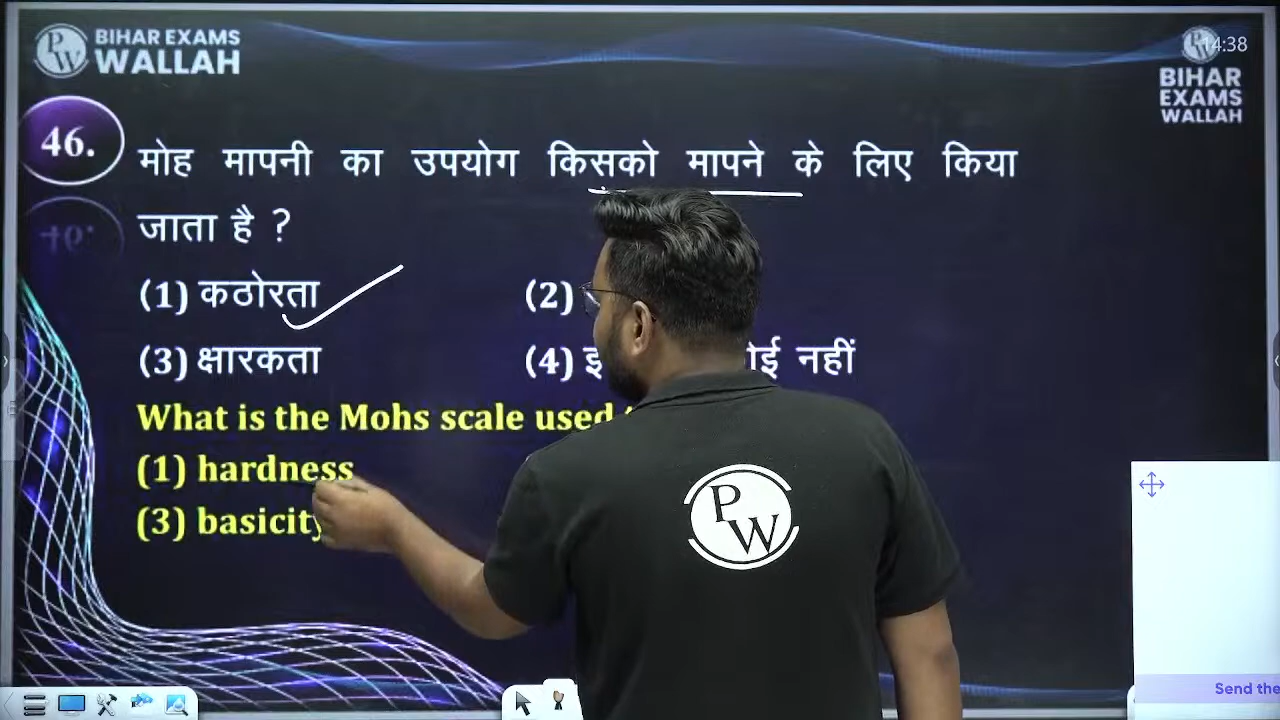 BIHAR EXAMS
WALLAH
14:38
BIHAR
EXAMS
WALLAH
46.
मोह मापनी का उपयोग किसको मापने के लिए किया
जाता है ?
(1) कठोरता
(2)
(3) क्षारकता
(4) नहीं
What is the Mohs scale used
(1) hardness
(3) basicity
P
W
Send the